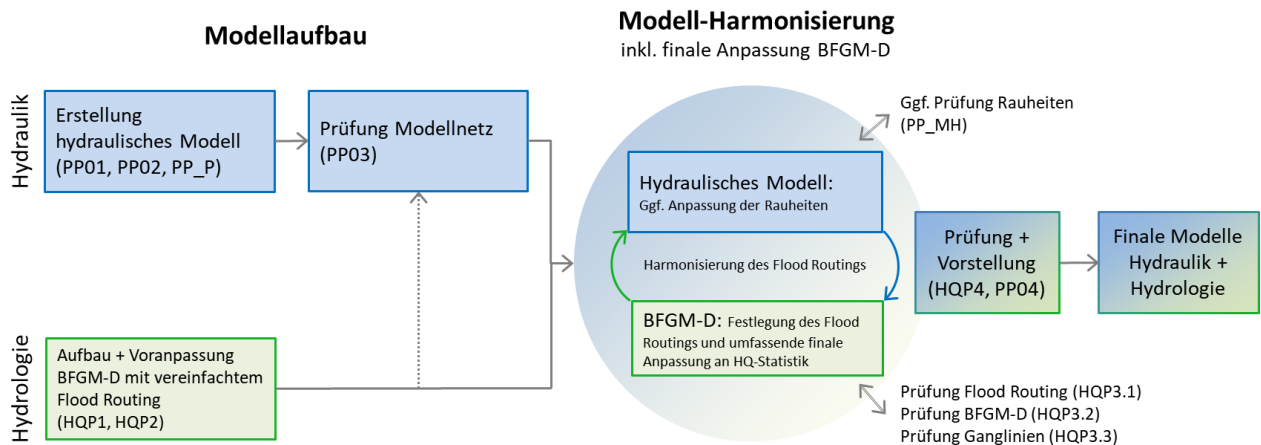 Modellaufbau
Modell-Harmonisierung
inkl. finale Anpassung BFGM-D
Hydraulik
Erstellung
hydraulisches Modell
(PP01, PP02, PP_P)
Prüfung Modellnetz
(PP03)
Ggf. Prüfung Rauheiten
(PP_MH)
Hydraulisches Modell:
Ggf. Anpassung der Rauheiten
Harmonisierung des Flood Routings
BFGM-D: Festlegung des Flood
Routings und umfassende finale
Anpassung an HQ-Statistik
Prüfung +
Vorstellung
(HQP4, PP04)
Finale Modelle
Hydraulik +
Hydrologie
Hydrologie
Aufbau + Voranpassung
BFGM-D mit vereinfachtem
Flood Routing
(HQP1, HQP2)
Prüfung Flood Routing (HQP3.1)
Prüfung BFGM-D (HQP3.2)
Prüfung Ganglinien (HQP3.3)